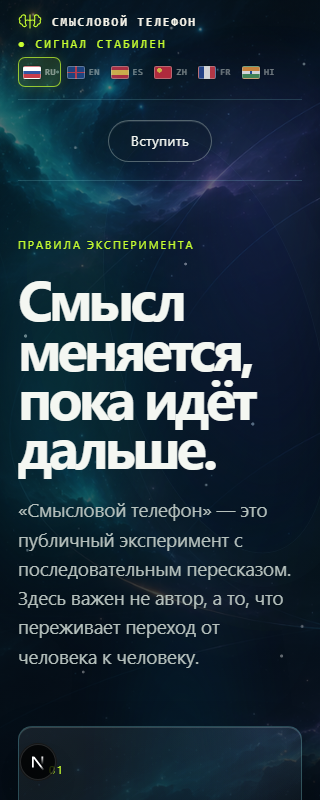 СМЫСЛОВОЙ ТЕЛЕФОН
СИГНАЛ СТАБИЛЕН
RU EN ES ZH FR HI
Вступить
ПРАВИЛА ЭКСПЕРИМЕНТА
Смысл
меняется,
пока идёт
дальше.
«Смысловой телефон» — это
публичный эксперимент с
последовательным пересказом.
Здесь важен не автор, а то, что
переживает переход от
человека к человеку.
N